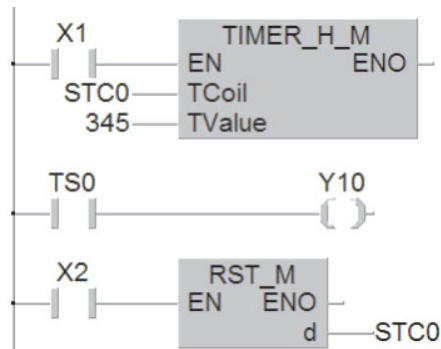 X1
TIMER_H_M
EN ENO
STC0 TCoil
345 TValue
TS0 Y10
X2
RST_M
EN ENO
d STC0